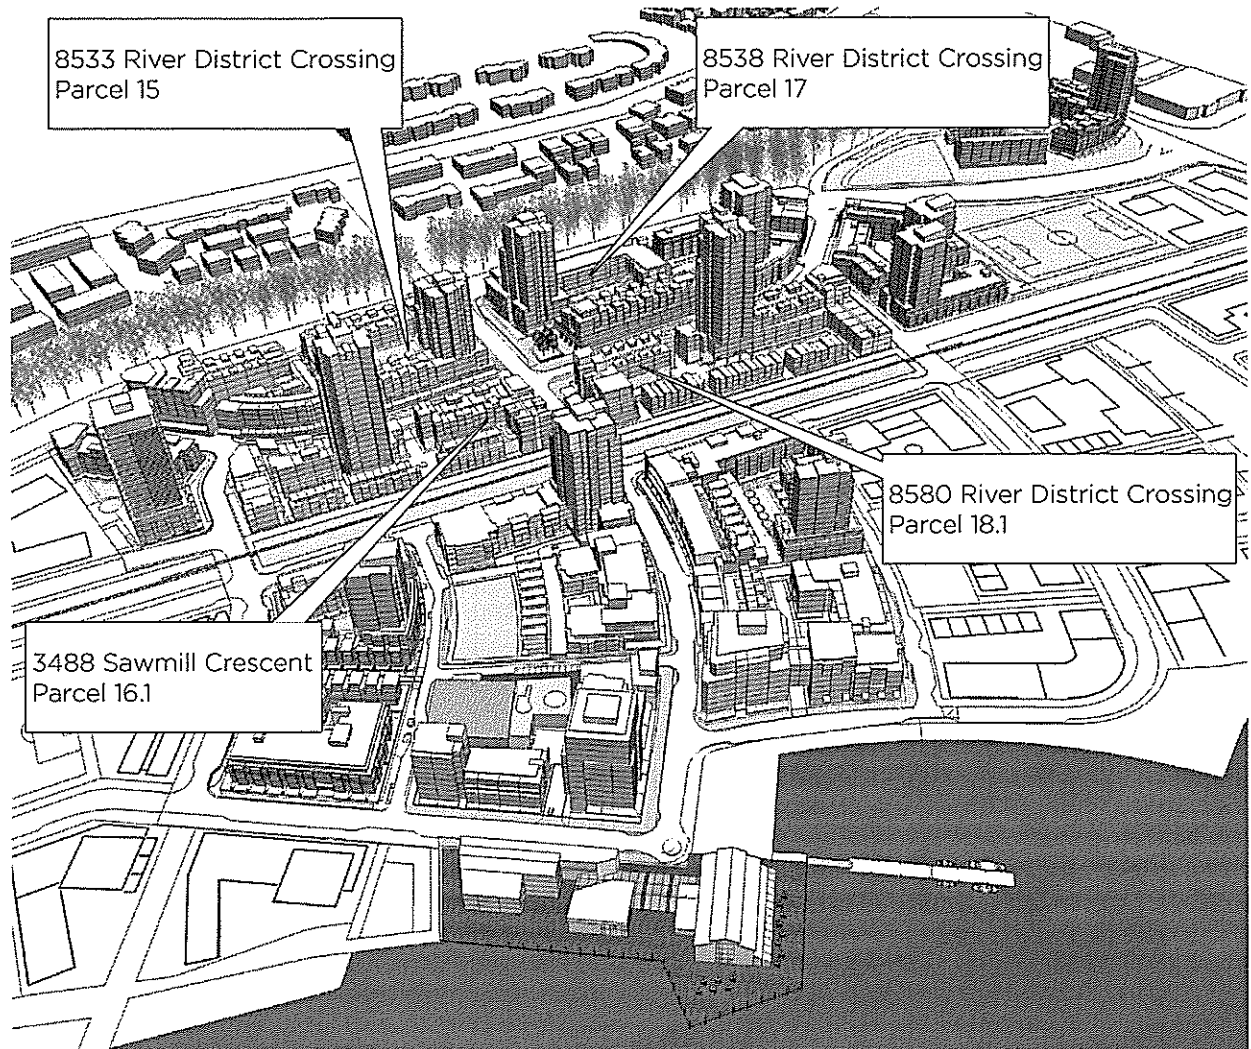 8533 River District Crossing
Parcel 15
8538 River District Crossing
Parcel 17
8580 River District Crossing
Parcel 18.1
3488 Sawmill Crescent
Parcel 16.1